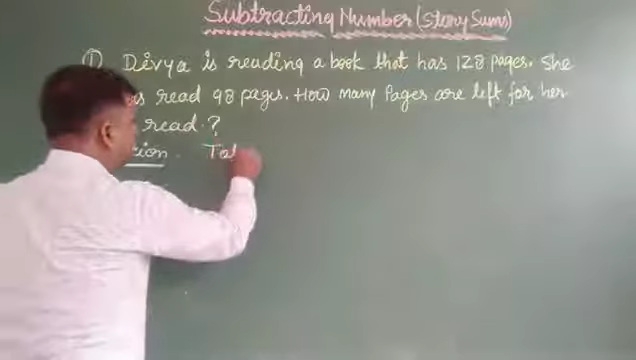 Subtracting Number (Story Sums)
① Divya is reading a book that has 128 pages. She
read 98 pages. How many Pages are left for her
read ?
Tot